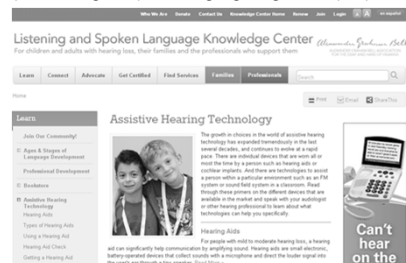 Who We Are Donate Contact Us Knowledge Center Home Renew Join Login A A en español
Listening and Spoken Language Knowledge Center
Alexander Graham Bell
For children and adults with hearing loss, their families and the professionals who support them
Learn Connect Advocate Get Certified Find Services Families Professionals Search
Home
Print Email ShareThis
Learn
Join Our Community!
Ages & Stages of
Language Development
Professional Development
Bookstore
Assistive Hearing
Technology
Hearing Aids
Types of Hearing Aids
Using a Hearing Aid
Hearing Aid Check
Getting a Hearing Aid
Assistive Hearing Technology
The growth in choices in the world of assistive hearing
technology has expanded tremendously in the last
several decades, and continues to evolve at a rapid
pace. There are individual devices that are worn all or
most of the time by a person such as hearing aids or
cochlear implants. And there are technologies to assist
a person within a particular environment such as an FM
system or sound field system in a classroom. Read
through these primers on the different devices that are
available in the market and speak with your audiologist
or other hearing professional to learn about what
technologies can help you specifically.
Hearing Aids
For people with mild to moderate hearing loss, a hearing
aid can significantly help communication by amplifying sound. Hearing aids are small electronic,
battery-operated devices that collect sounds with a microphone and direct the louder signal into
Can't
hear
on the